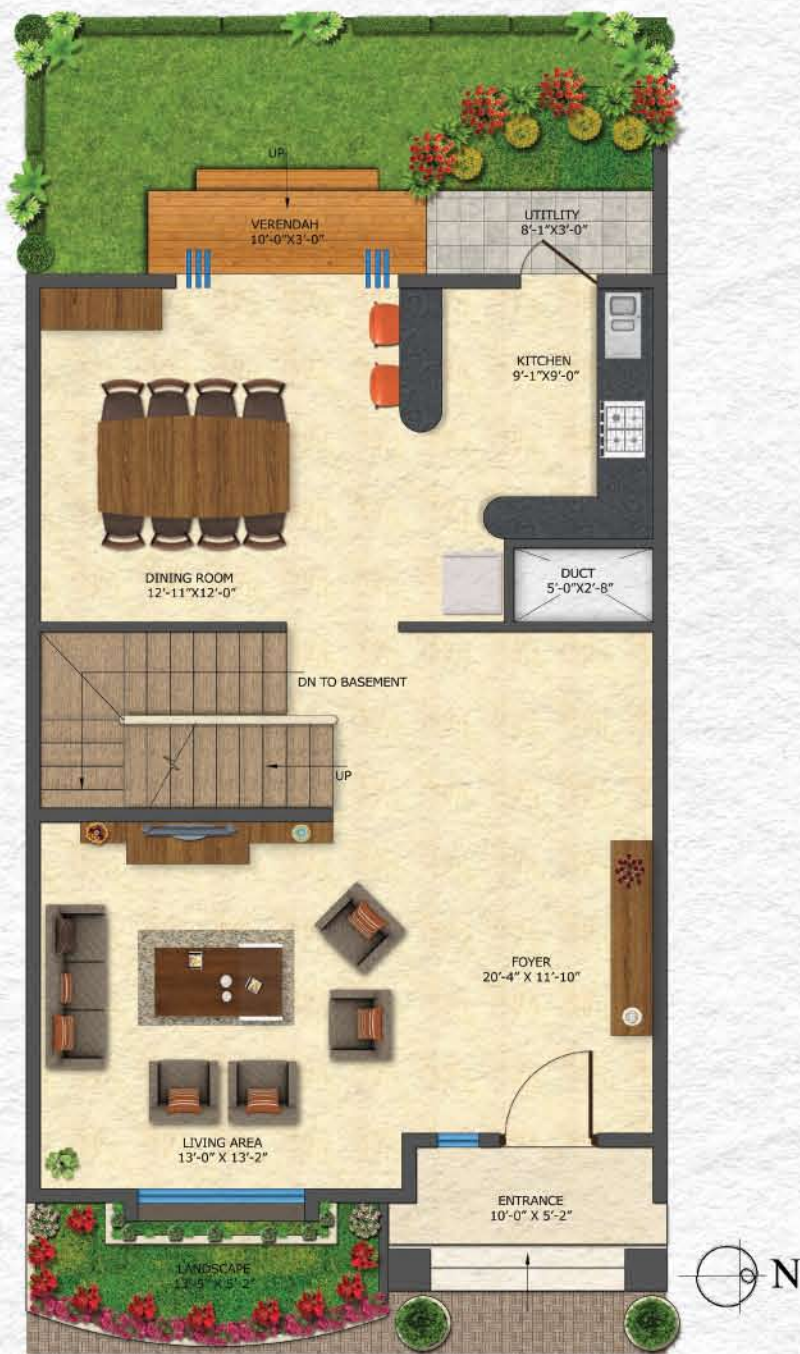 UP
VERENDAH
10'-0"X3'-0"
UTITLITY
8'-1"X3'-0"
KITCHEN
9'-1"X9'-0"
DINING ROOM
12'-11"X12'-0"
DUCT
5'-0"X2'-8"
DN TO BASEMENT
UP
FOYER
20'-4" X 11'-10"
LIVING AREA
13'-0" X 13'-2"
ENTRANCE
10'-0" X 5'-2"
LANDSCAPE
N